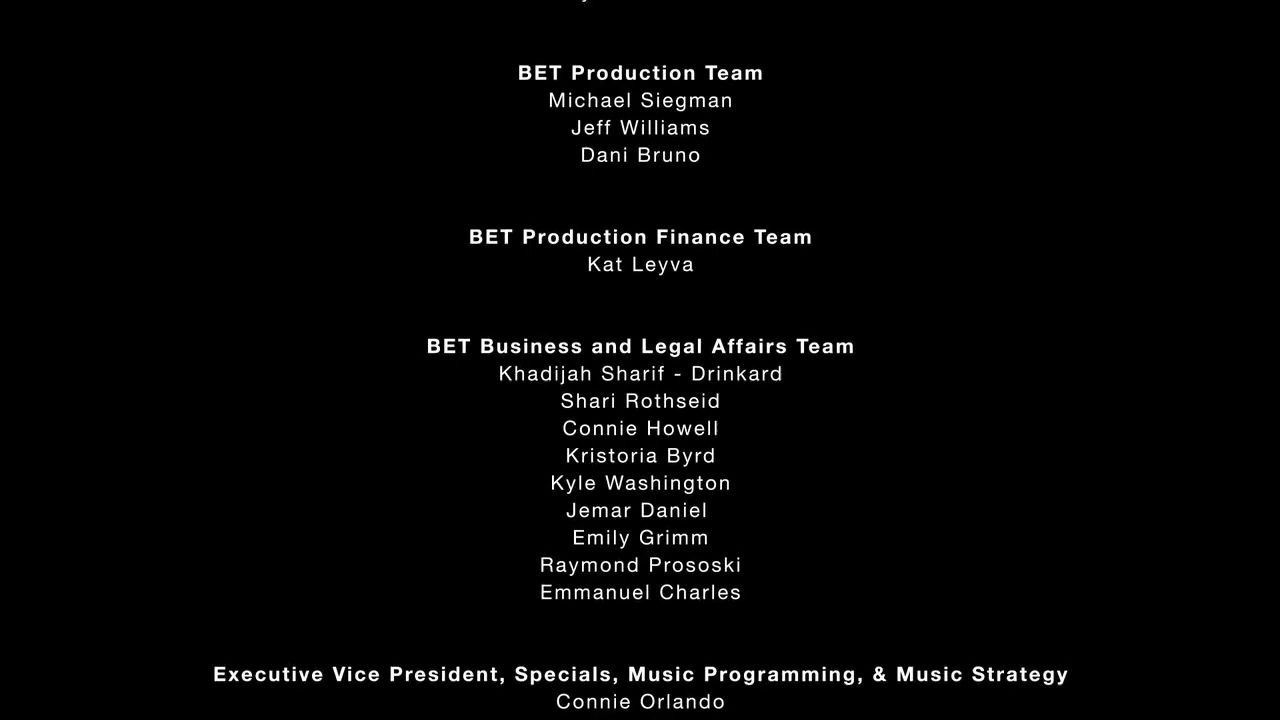 BET Production Team
Michael Siegman
Jeff Williams
Dani Bruno
BET Production Finance Team
Kat Leyva
BET Business and Legal Affairs Team
Khadijah Sharif - Drinkard
Shari Rothseid
Connie Howell
Kristoria Byrd
Kyle Washington
Jemar Daniel
Emily Grimm
Raymond Prososki
Emmanuel Charles
Executive Vice President, Specials, Music Programming, & Music Strategy
Connie Orlando